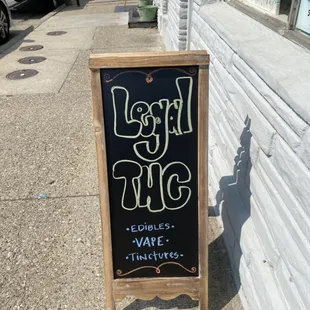 Legal
THC
• EDIBLES •
• VAPE •
• Tinctures •